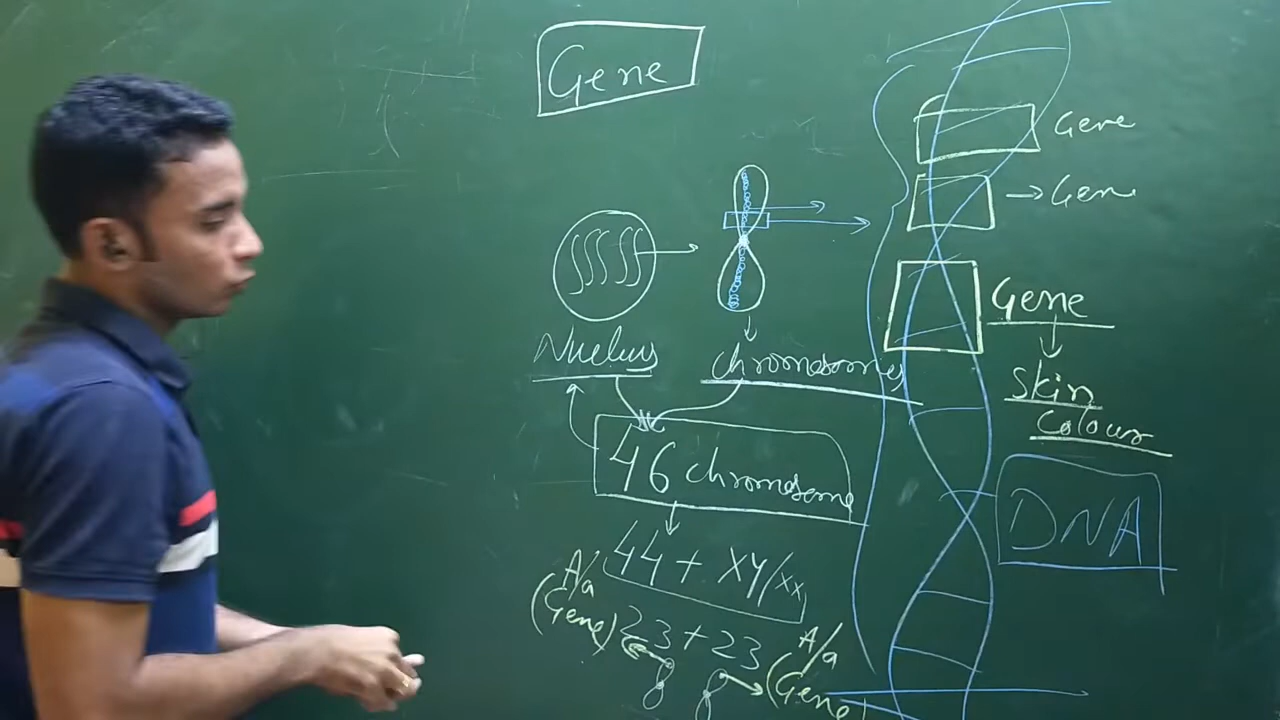 Gene
Gene
→ Gen
Gene
Skin
Colour
DNA
Nucleus
chromosomes
46 chromosome
44 + XY/xx
A/a
(Gene)
23 + 23
A/a
(Gene)